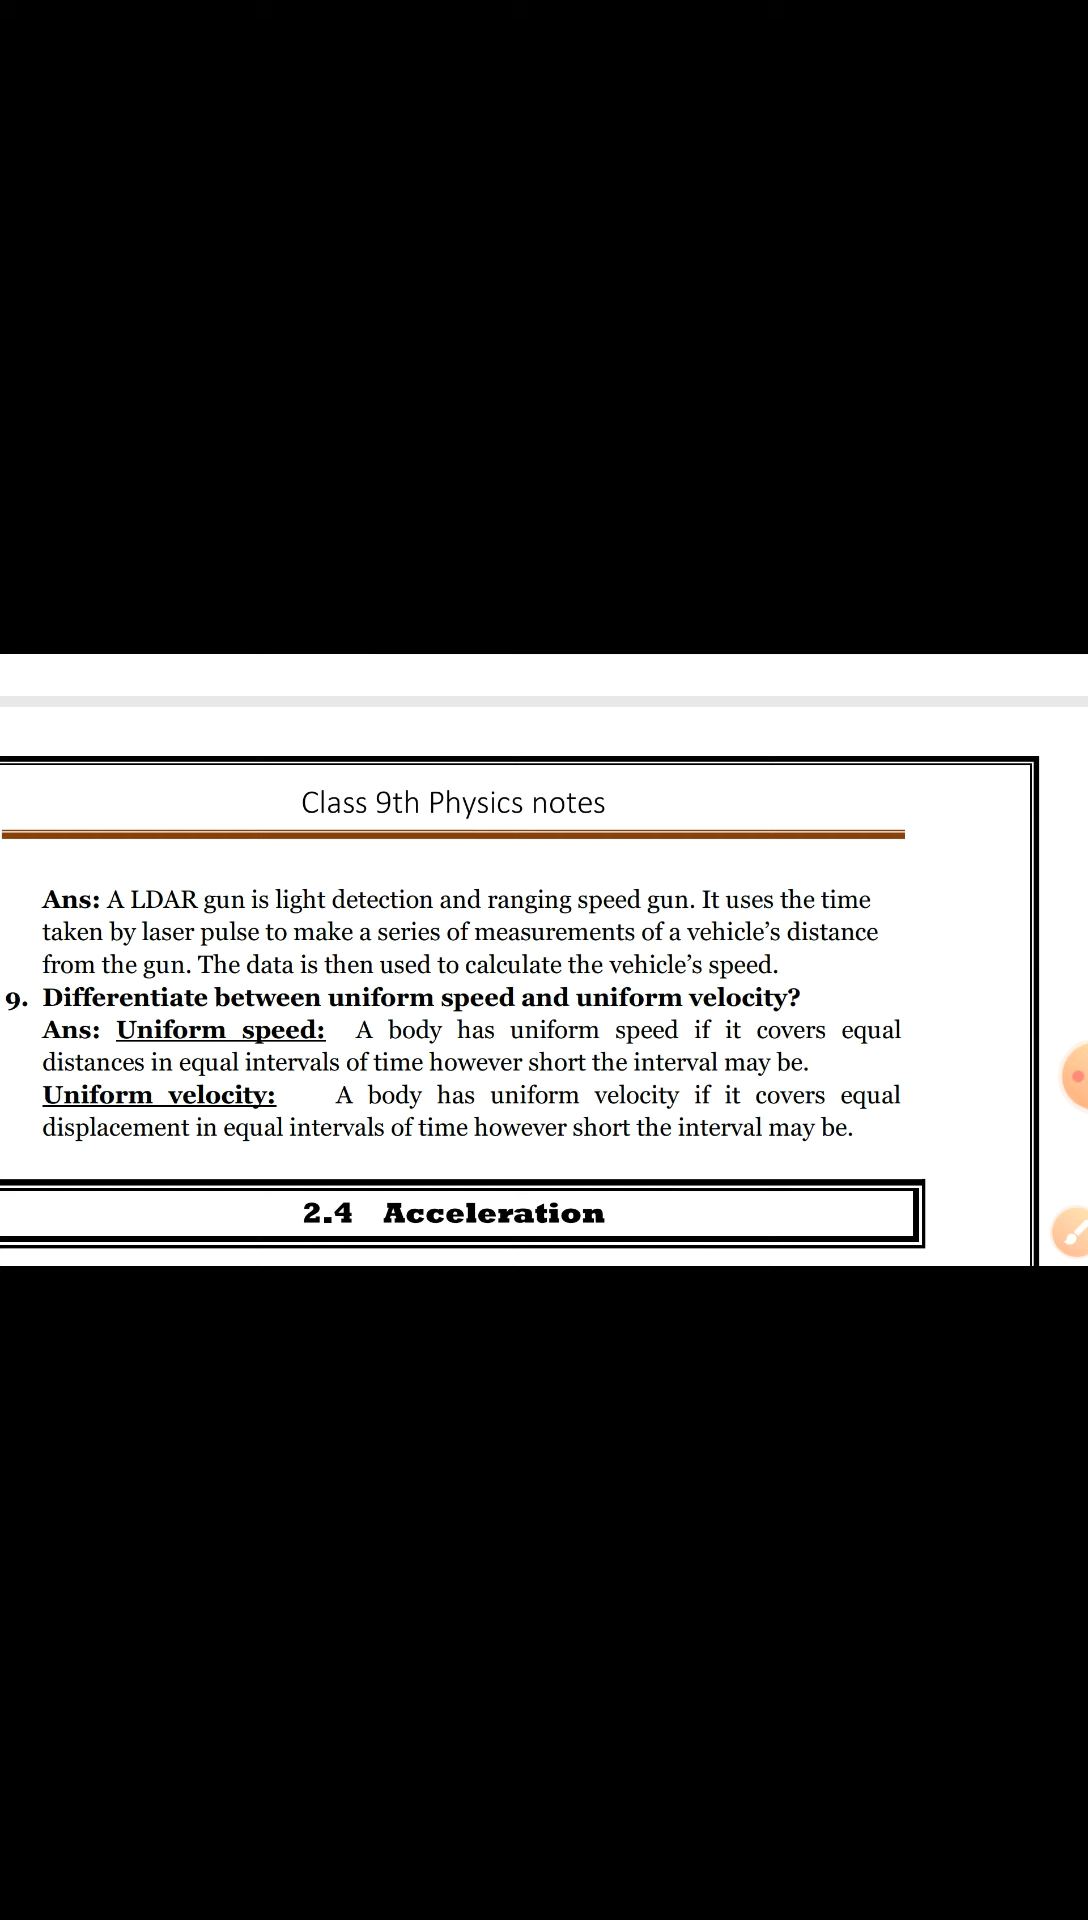 Class 9th Physics notes
Ans: A LDAR gun is light detection and ranging speed gun. It uses the time
taken by laser pulse to make a series of measurements of a vehicle’s distance
from the gun. The data is then used to calculate the vehicle’s speed.
9. Differentiate between uniform speed and uniform velocity?
Ans: Uniform speed: A body has uniform speed if it covers equal
distances in equal intervals of time however short the interval may be.
Uniform velocity: A body has uniform velocity if it covers equal
displacement in equal intervals of time however short the interval may be.
2.4 Acceleration